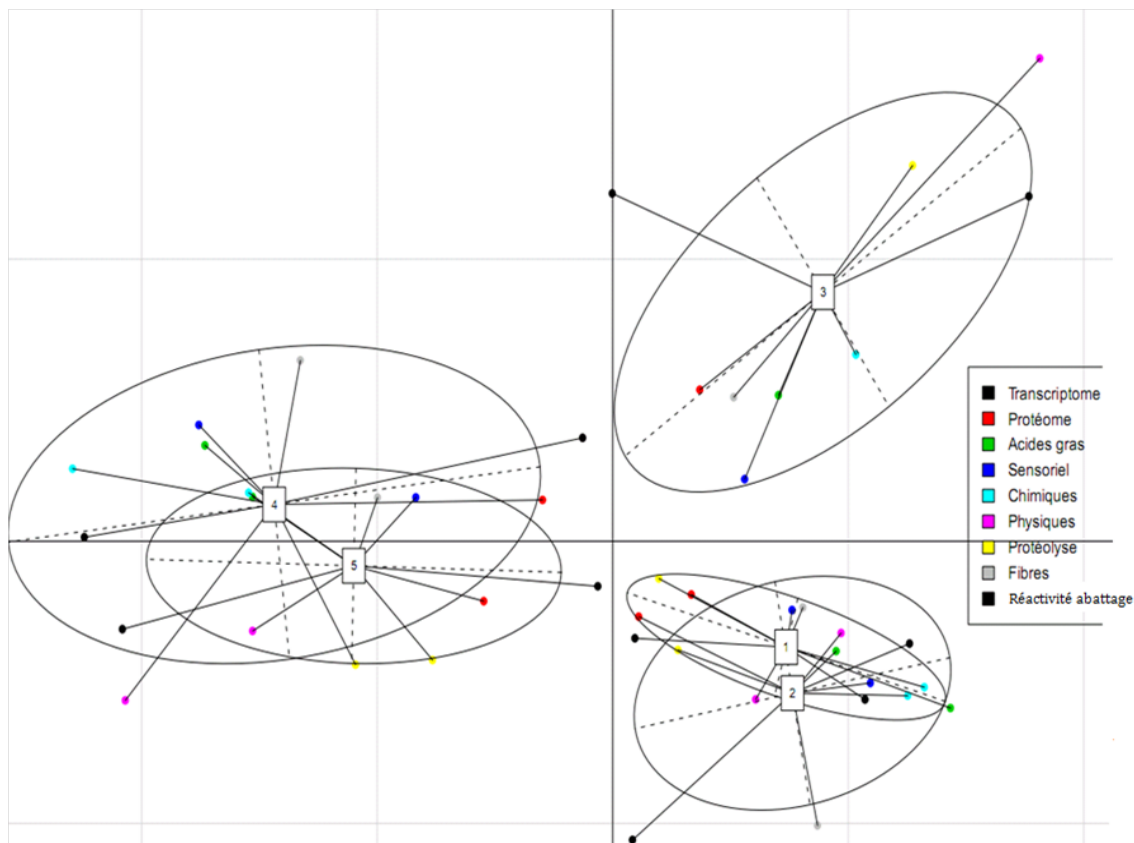 3
Transcriptome
Protéome
Acides gras
Sensoriel
Chimiques
Physiques
Protéolyse
Fibres
Réactivité abattage
4
5
1
2